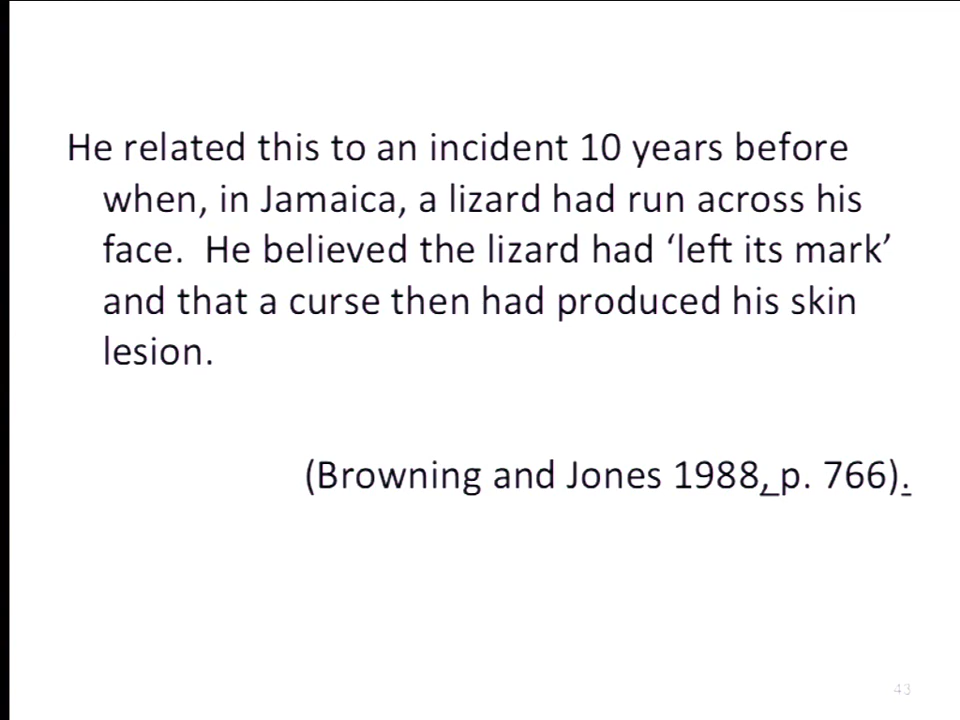 He related this to an incident 10 years before
when, in Jamaica, a lizard had run across his
face.  He believed the lizard had ‘left its mark’
and that a curse then had produced his skin
lesion.
(Browning and Jones 1988, p. 766).
43